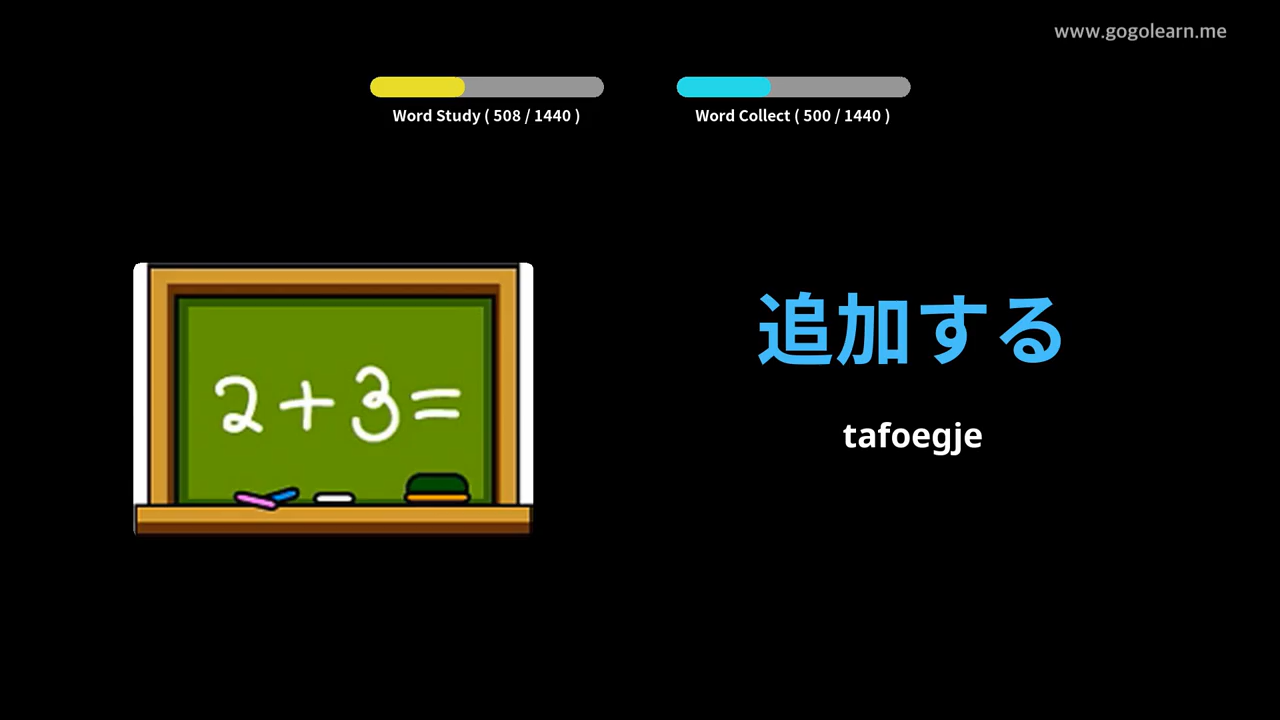 www.gogolearn.me
Word Study ( 508 / 1440 )
Word Collect ( 500 / 1440 )
2+3=
追加する
tafoegje